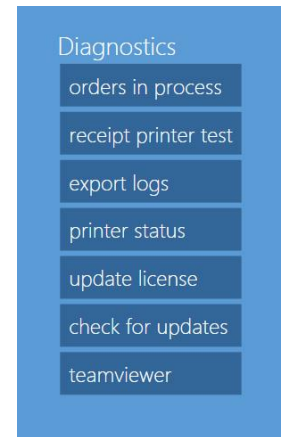 Diagnostics
orders in process
receipt printer test
export logs
printer status
update license
check for updates
teamviewer